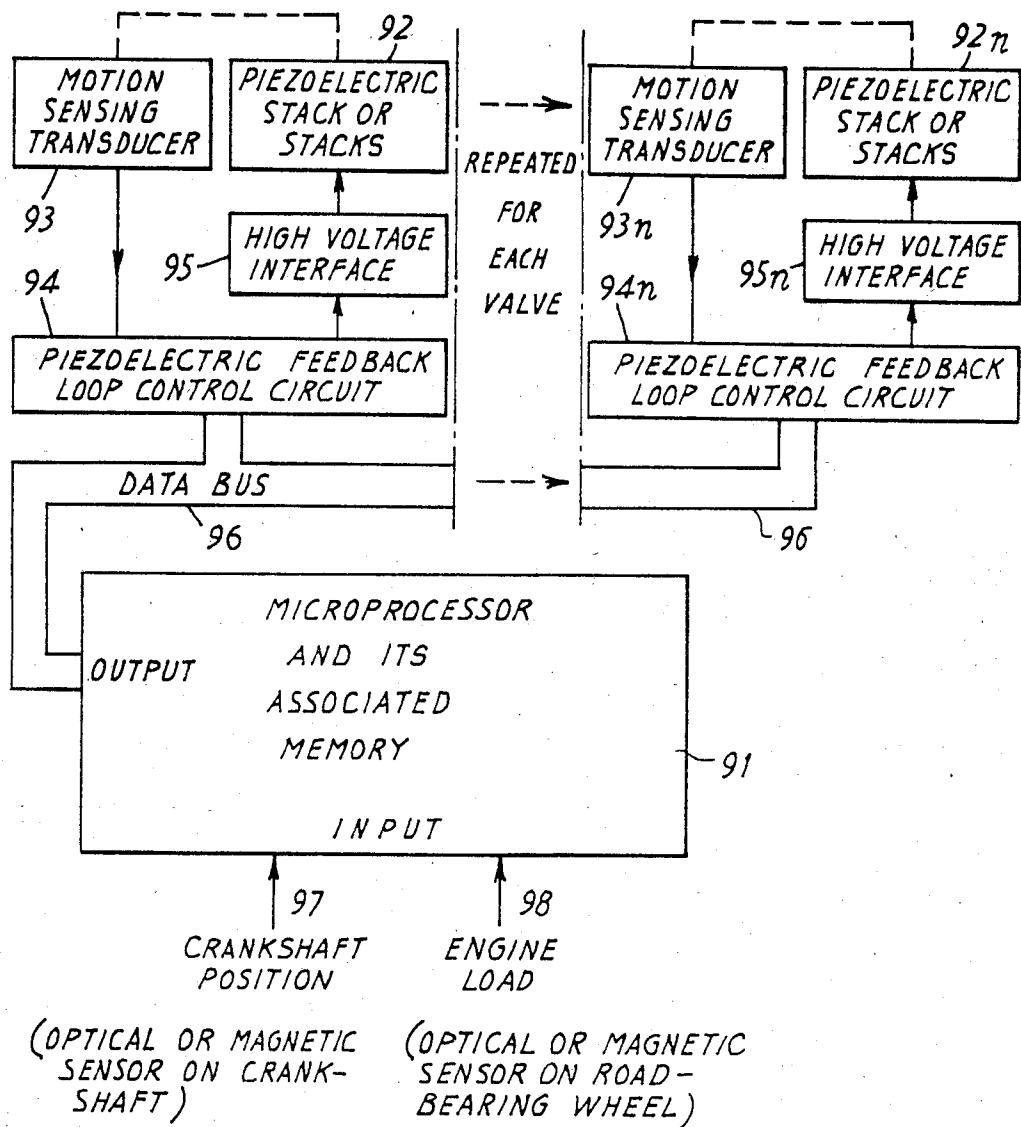 92
MOTION
SENSING
TRANSDUCER
93
PIEZOELECTRIC
STACK OR
STACKS
95
HIGH VOLTAGE
INTERFACE
94
PIEZOELECTRIC FEEDBACK
LOOP CONTROL CIRCUIT
REPEATED
FOR
EACH
VALVE
92n
MOTION
SENSING
TRANSDUCER
93n
PIEZOELECTRIC
STACK OR
STACKS
95n
HIGH VOLTAGE
INTERFACE
94n
PIEZOELECTRIC FEEDBACK
LOOP CONTROL CIRCUIT
DATA BUS
96
96
MICROPROCESSOR
AND ITS
ASSOCIATED
MEMORY
OUTPUT
91
INPUT
97
CRANKSHAFT
POSITION
(OPTICAL OR MAGNETIC
SENSOR ON CRANK-
SHAFT)
98
ENGINE
LOAD
(OPTICAL OR MAGNETIC
SENSOR ON ROAD-
BEARING WHEEL)